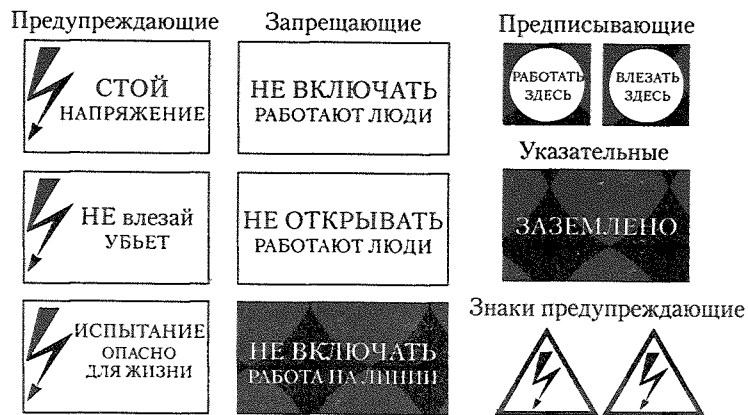 Предупреждающие
СТОЙ
НАПРЯЖЕНИЕ
НЕ влезай
УБЬЕТ
ИСПЫТАНИЕ
ОПАСНО
ДЛЯ ЖИЗНИ
Запрещающие
НЕ ВКЛЮЧАТЬ
РАБОТАЮТ ЛЮДИ
НЕ ОТКРЫВАТЬ
РАБОТАЮТ ЛЮДИ
НЕ ВКЛЮЧАТЬ
РАБОТА НА ЛИНИИ
Предписывающие
РАБОТАТЬ
ЗДЕСЬ
ВЛЕЗАТЬ
ЗДЕСЬ
Указательные
ЗАЗЕМЛЕНО
Знаки предупреждающие